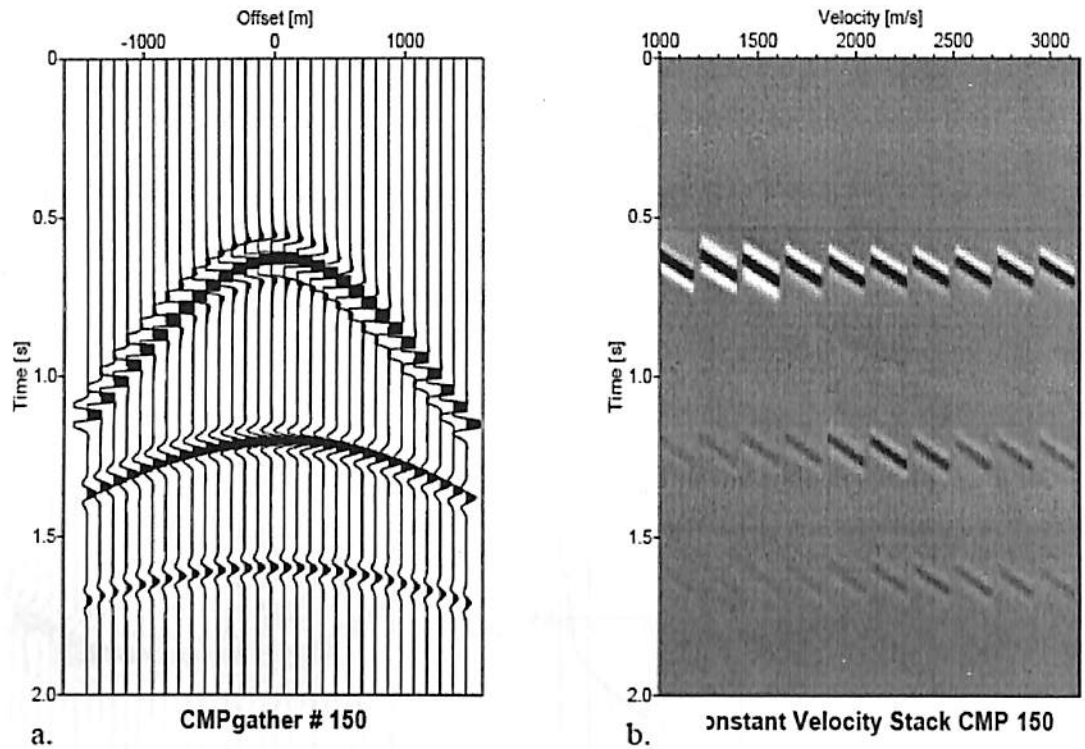 Offset [m]
-1000 0 1000
0
0.5
1.0
1.5
2.0
Time [s]
CMPgather # 150
a.
Velocity [m/s]
1000 1500 2000 2500 3000
0
0.5
1.0
1.5
2.0
Time [s]
onstant Velocity Stack CMP 150
b.